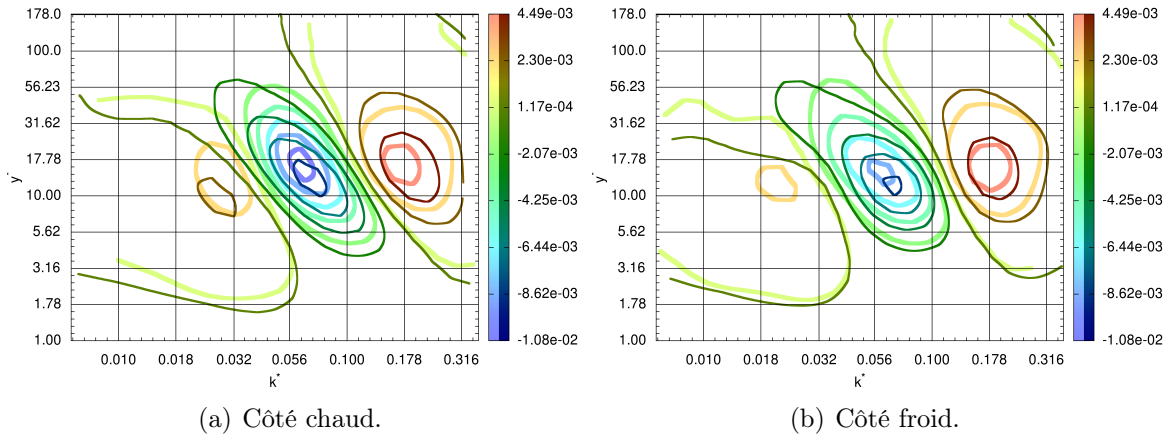 178.0
100.0
56.23
31.62
17.78
10.00
5.62
3.16
1.78
1.00
y*
0.010 0.018 0.032 0.056 0.100 0.178 0.316
k*
4.49e-03
2.30e-03
1.17e-04
-2.07e-03
-4.25e-03
-6.44e-03
-8.62e-03
-1.08e-02
(a) Côté chaud.
178.0
100.0
56.23
31.62
17.78
10.00
5.62
3.16
1.78
1.00
y*
0.010 0.018 0.032 0.056 0.100 0.178 0.316
k*
4.49e-03
2.30e-03
1.17e-04
-2.07e-03
-4.25e-03
-6.44e-03
-8.62e-03
-1.08e-02
(b) Côté froid.